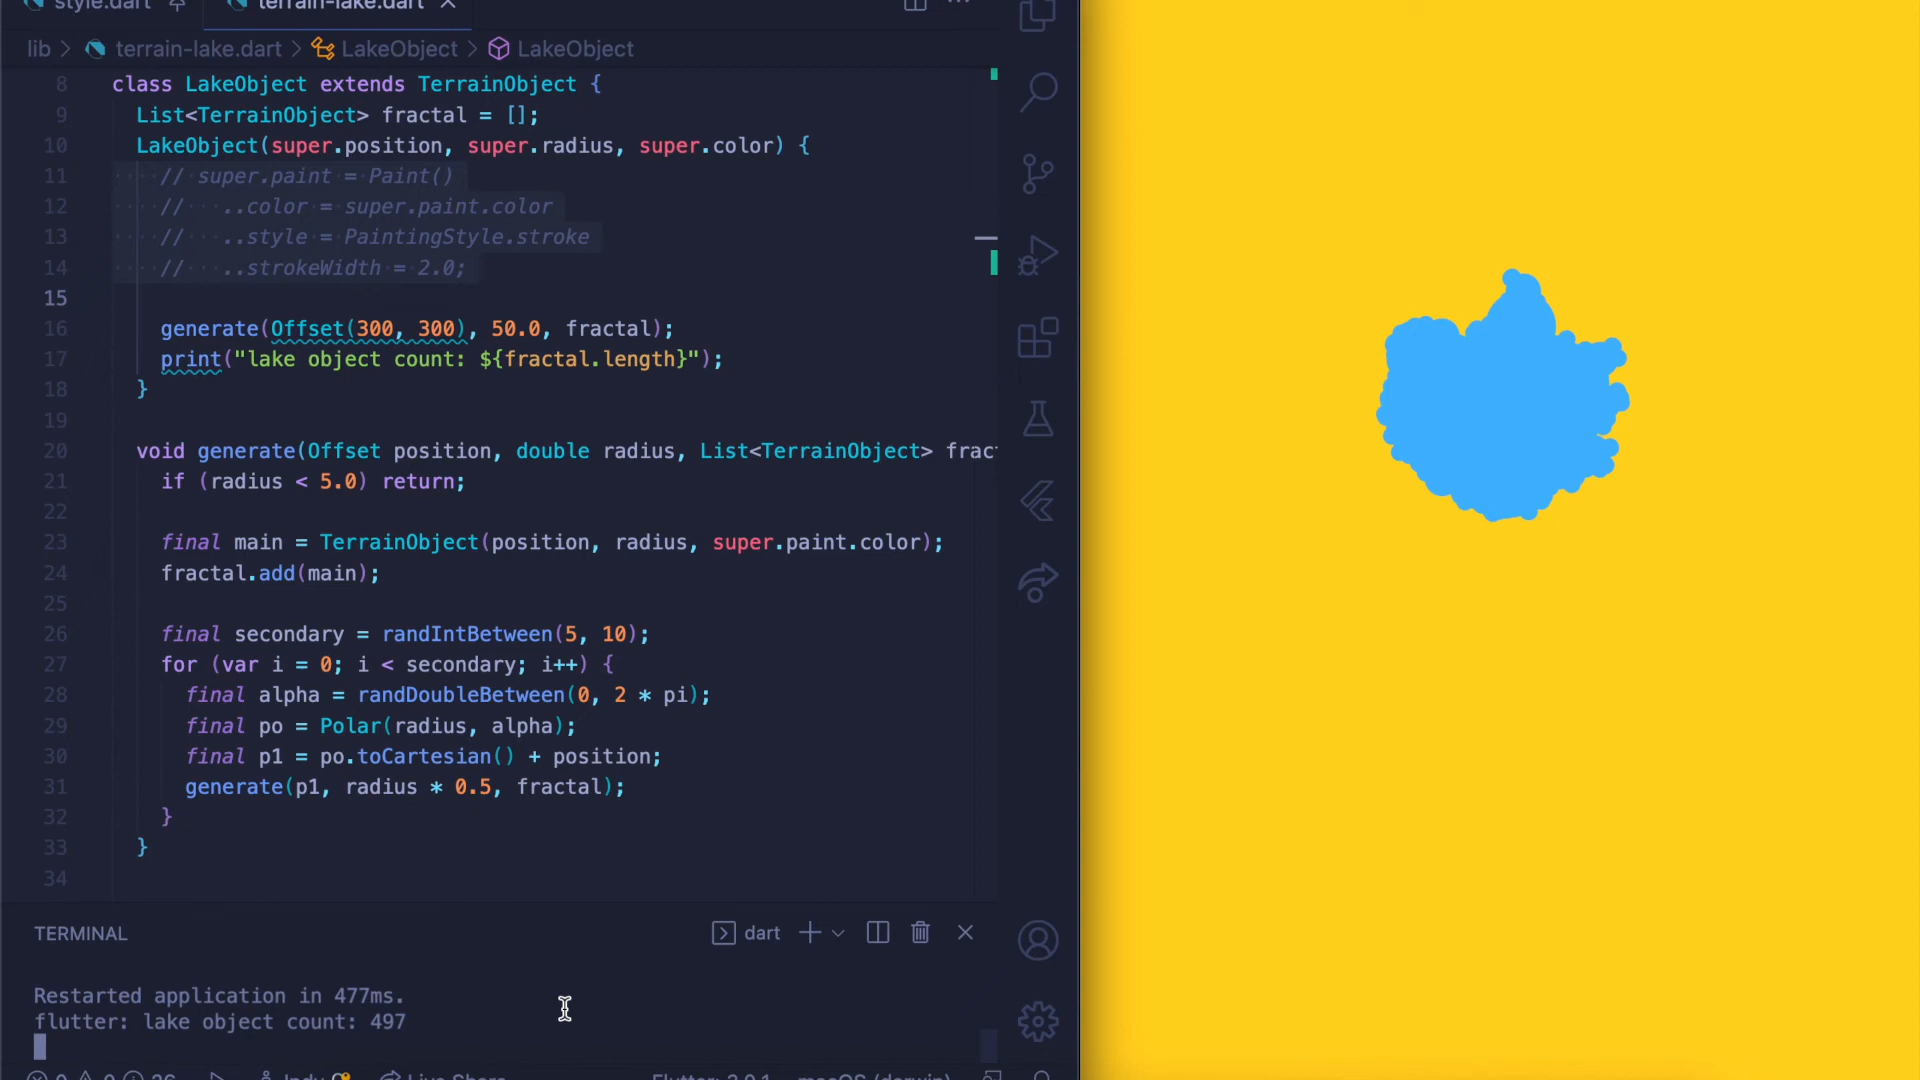 style.dart terrain-lake.dart
lib > terrain-lake.dart > LakeObject > LakeObject
8 class LakeObject extends TerrainObject {
9 List<TerrainObject> fractal = [];
10 LakeObject(super.position, super.radius, super.color) {
11 // super.paint = Paint()
12 // ..color = super.paint.color
13 // ..style = PaintingStyle.stroke
14 // ..strokeWidth = 2.0;
15
16 generate(Offset(300, 300), 50.0, fractal);
17 print("lake object count: ${fractal.length}");
18 }
19
20 void generate(Offset position, double radius, List<TerrainObject> frac
21 if (radius < 5.0) return;
22
23 final main = TerrainObject(position, radius, super.paint.color);
24 fractal.add(main);
25
26 final secondary = randIntBetween(5, 10);
27 for (var i = 0; i < secondary; i++) {
28 final alpha = randDoubleBetween(0, 2 * pi);
29 final po = Polar(radius, alpha);
30 final p1 = po.toCartesian() + position;
31 generate(p1, radius * 0.5, fractal);
32 }
33 }
34
TERMINAL
dart
Restarted application in 477ms.
flutter: lake object count: 497
Live Share